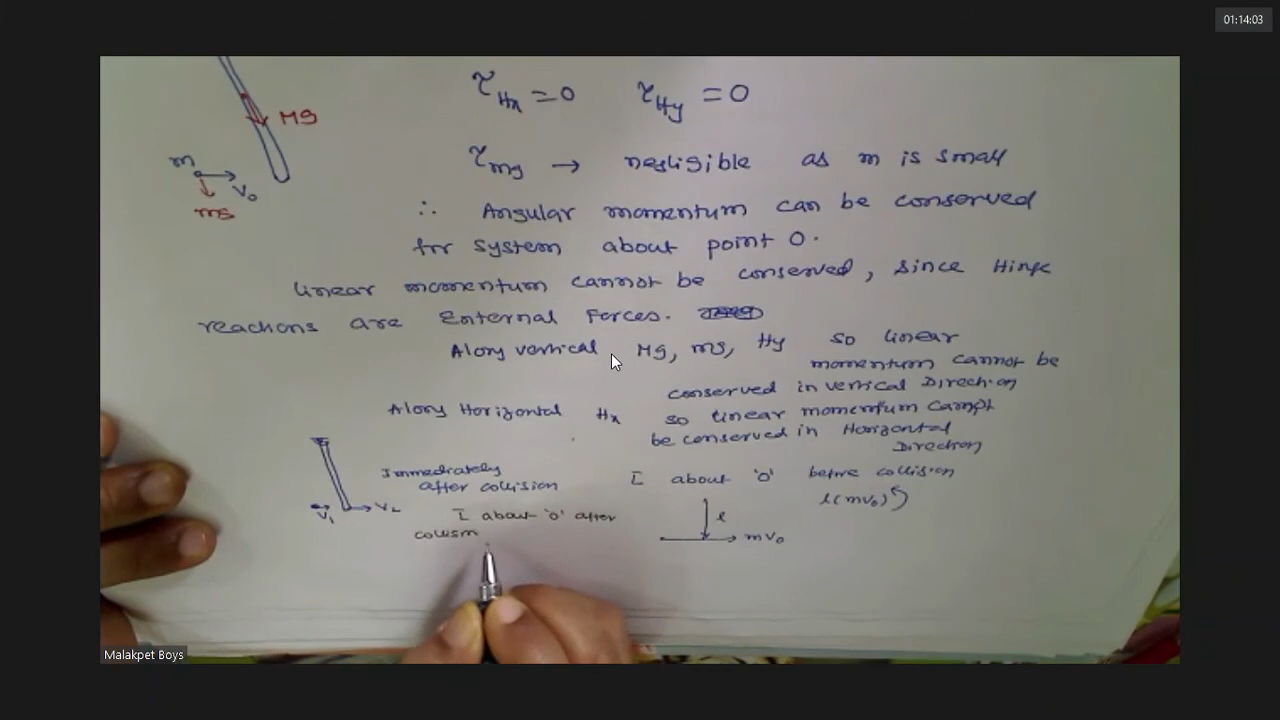 01:14:03
τHx = 0 τHy = 0
Mg
m
V₀
mg
τmg → negligible as m is small
∴ Angular momentum can be conserved
for system about point O.
linear momentum cannot be conserved, since Hinge
reactions are External Forces.
Along vertical Mg, mg, Hy so linear
momentum cannot be
conserved in vertical Direction
Along Horizontal Hx so linear momentum cannot
be conserved in Horizontal
Direction
Immediately
after collision
V₁
V₂
L about 'o' before collision
l(mv₀)
L about 'o' after
collision
l
mV₀
Malakpet Boys